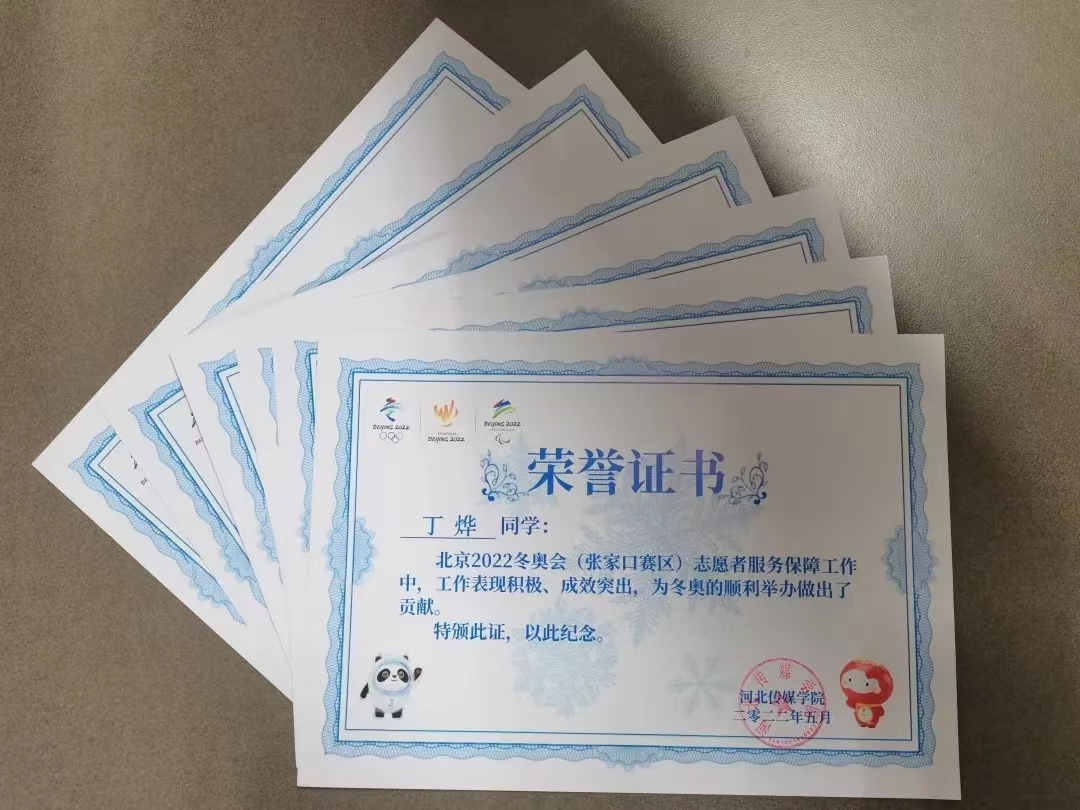 BEIJING 2022
BEIJING 2022
BEIJING 2022
荣誉证书
丁烨 同学：
北京2022冬奥会（张家口赛区）志愿者服务保障工作
中，工作表现积极、成效突出，为冬奥的顺利举办做出了
贡献。
特颁此证，以此纪念。
河北传媒学院
二零二二年五月